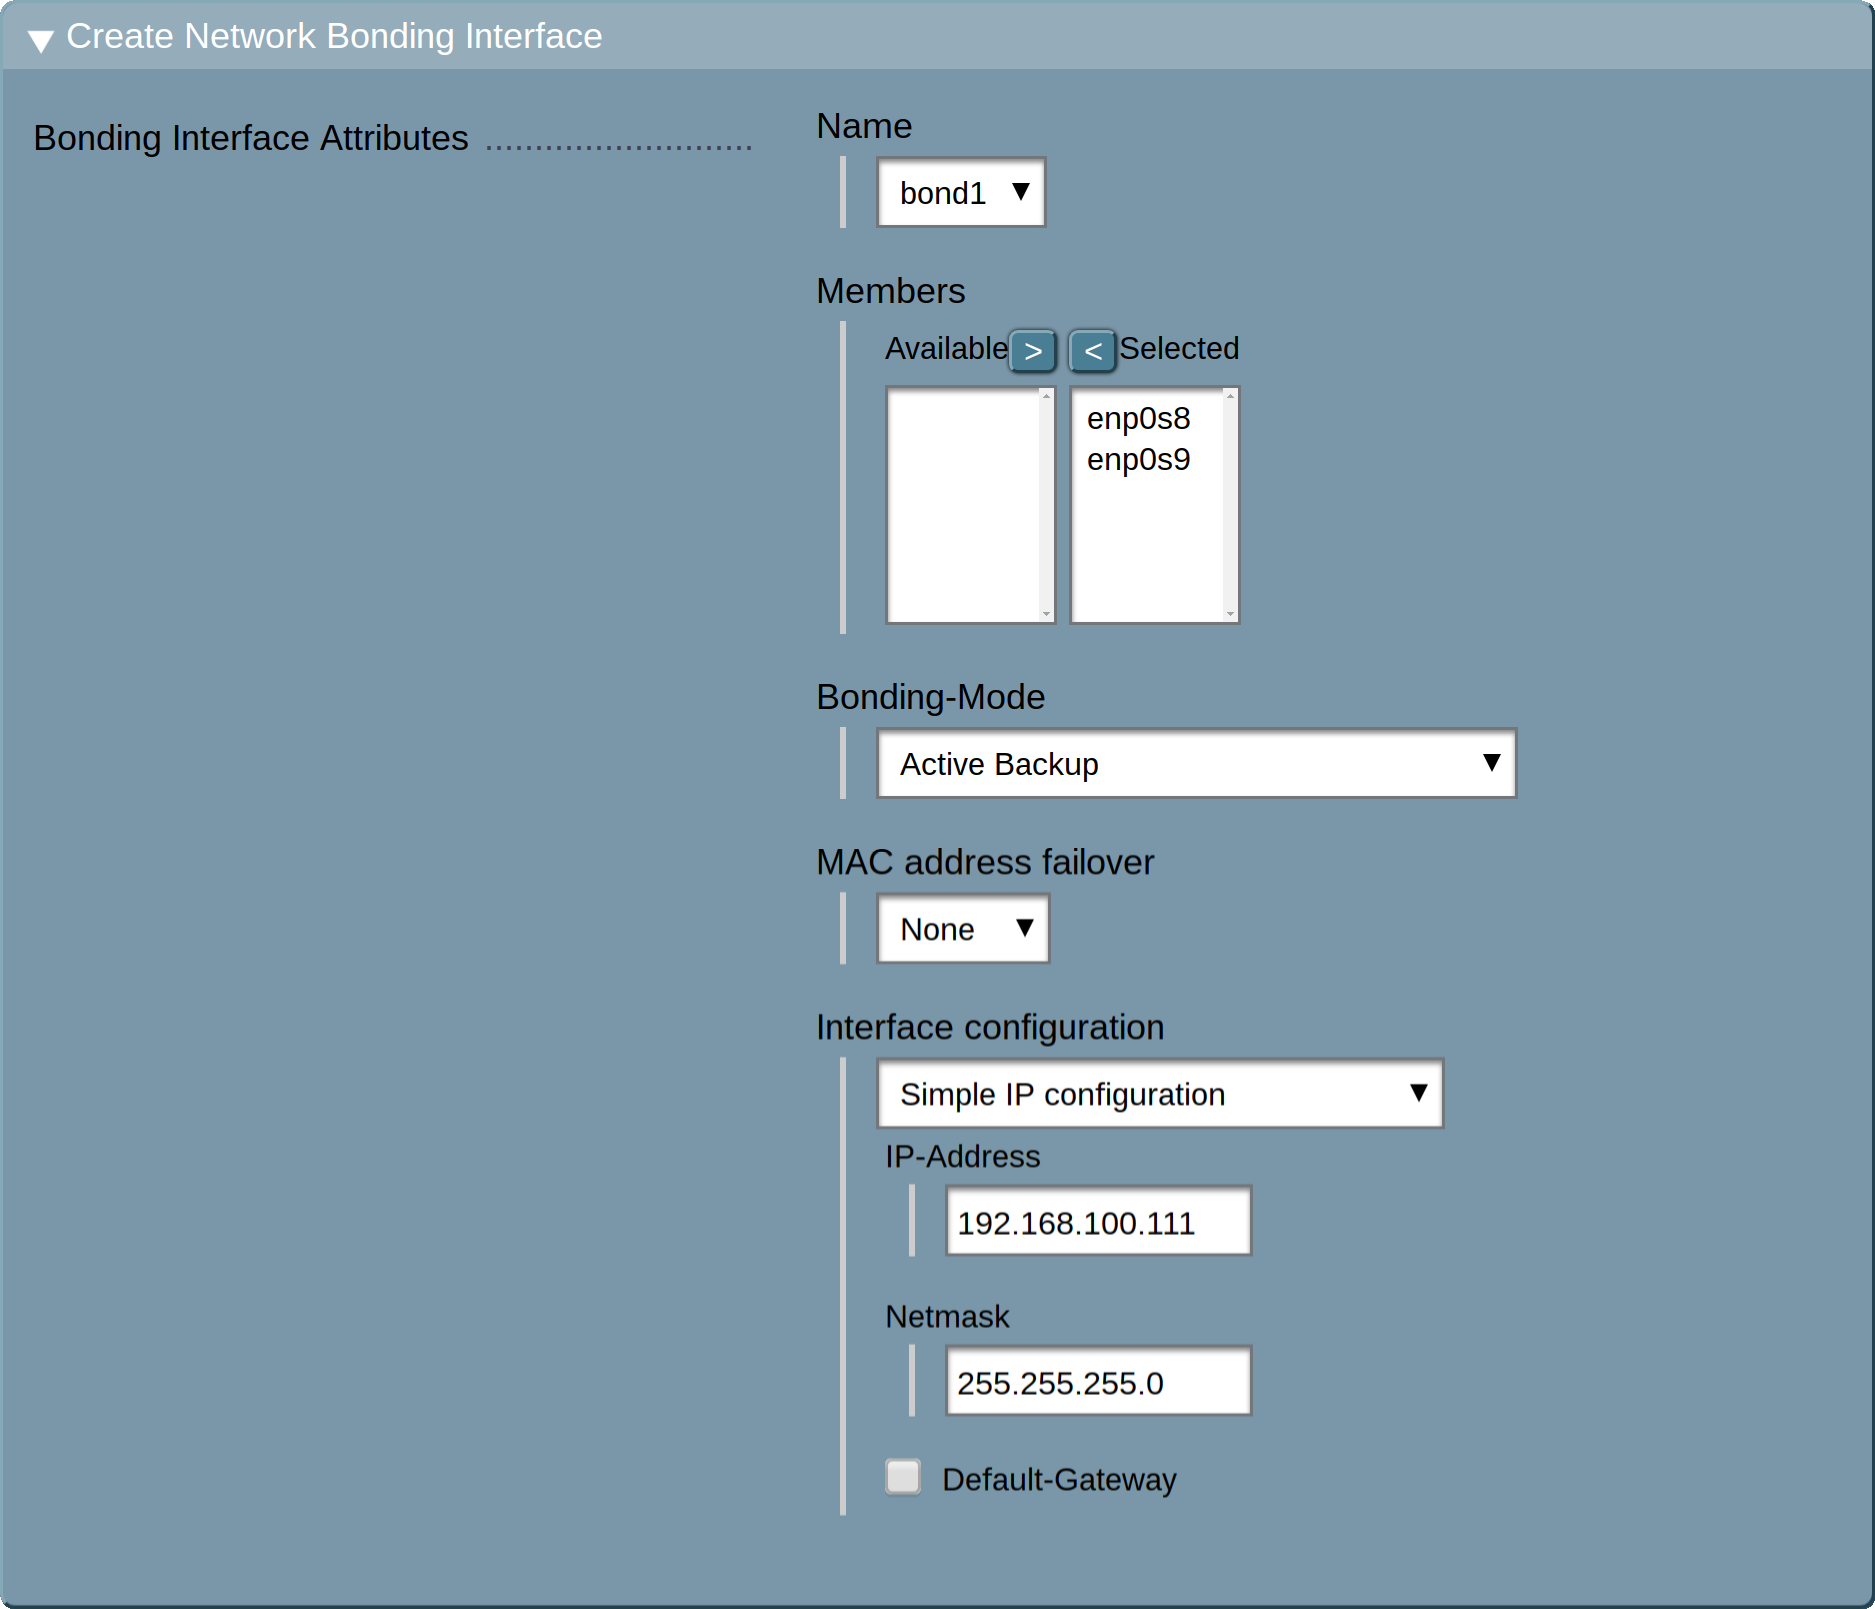 Create Network Bonding Interface
Bonding Interface Attributes
Name
bond1
Members
Available > < Selected
enp0s8
enp0s9
Bonding-Mode
Active Backup
MAC address failover
None
Interface configuration
Simple IP configuration
IP-Address
192.168.100.111
Netmask
255.255.255.0
Default-Gateway